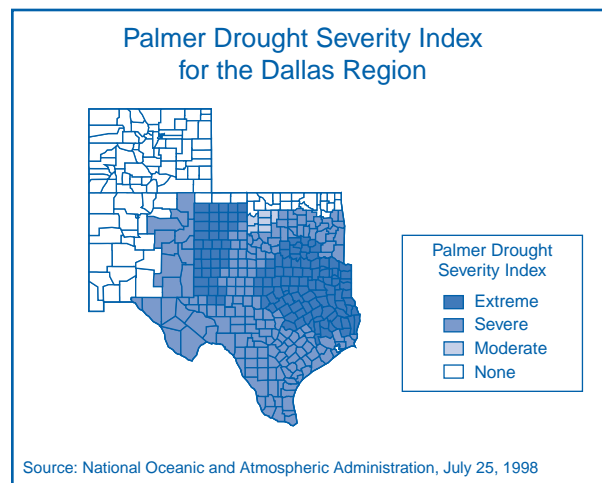 Palmer Drought Severity Index
for the Dallas Region
Palmer Drought
Severity Index
Extreme
Severe
Moderate
None
Source: National Oceanic and Atmospheric Administration, July 25, 1998